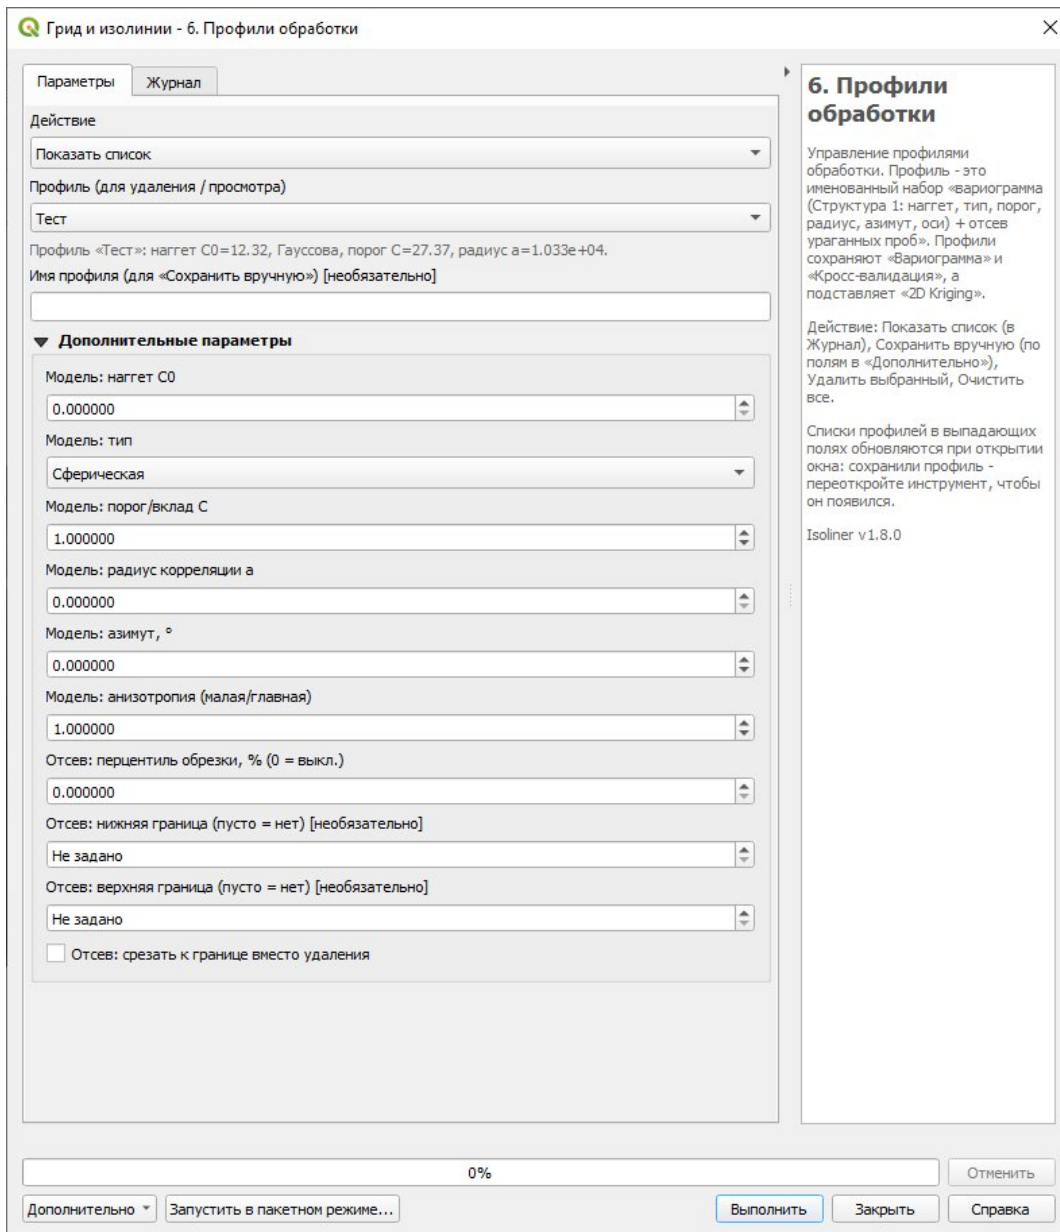 Грид и изолинии - 6. Профили обработки
Параметры
Журнал
Действие
Показать список
Профиль (для удаления / просмотра)
Тест
Профиль «Тест»: наггет C0=12.32, Гауссова, порог C=27.37, радиус a=1.033e+04.
Имя профиля (для «Сохранить вручную») [необязательно]
Дополнительные параметры
Модель: наггет C0
0.000000
Модель: тип
Сферическая
Модель: порог/вклад C
1.000000
Модель: радиус корреляции a
0.000000
Модель: азимут, °
0.000000
Модель: анизотропия (малая/главная)
1.000000
Отсев: перцентиль обрезки, % (0 = выкл.)
0.000000
Отсев: нижняя граница (пусто = нет) [необязательно]
Не задано
Отсев: верхняя граница (пусто = нет) [необязательно]
Не задано
Отсев: срезать к границе вместо удаления
6. Профили
обработки
Управление профилями
обработки. Профиль - это
именованный набор «вариограмма
(Структура 1: наггет, тип, порог,
радиус, азимут, оси) + отсев
ураганных проб». Профили
сохраняют «Вариограмма» и
«Кросс-валидация», а
подставляет «2D Kriging».
Действие: Показать список (в
Журнал), Сохранить вручную (по
полям в «Дополнительно»),
Удалить выбранный, Очистить
все.
Списки профилей в выпадающих
полях обновляются при открытии
окна: сохранили профиль -
переоткройте инструмент, чтобы
он появился.
Isoliner v1.8.0
0%
Отменить
Дополнительно
Запустить в пакетном режиме...
Выполнить
Закрыть
Справка